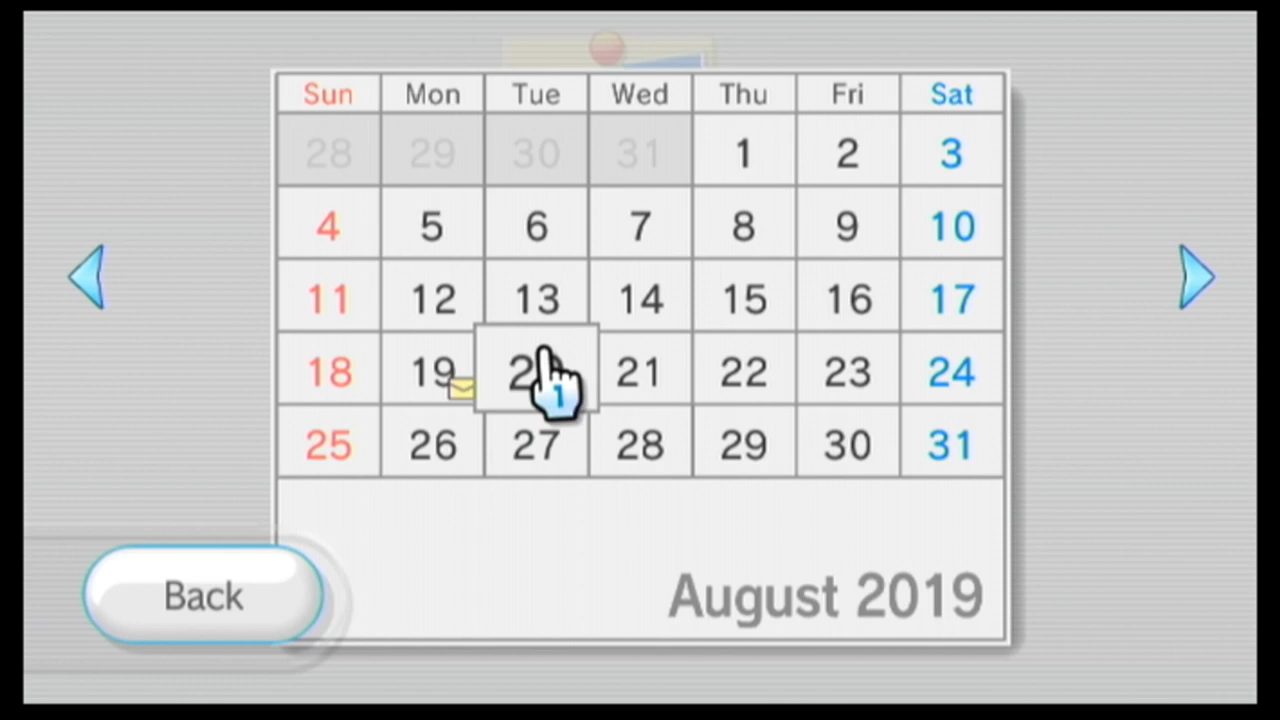 Sun Mon Tue Wed Thu Fri Sat
28 29 30 31 1 2 3
4 5 6 7 8 9 10
11 12 13 14 15 16 17
18 19 21 22 23 24
1
25 26 27 28 29 30 31
Back
August 2019